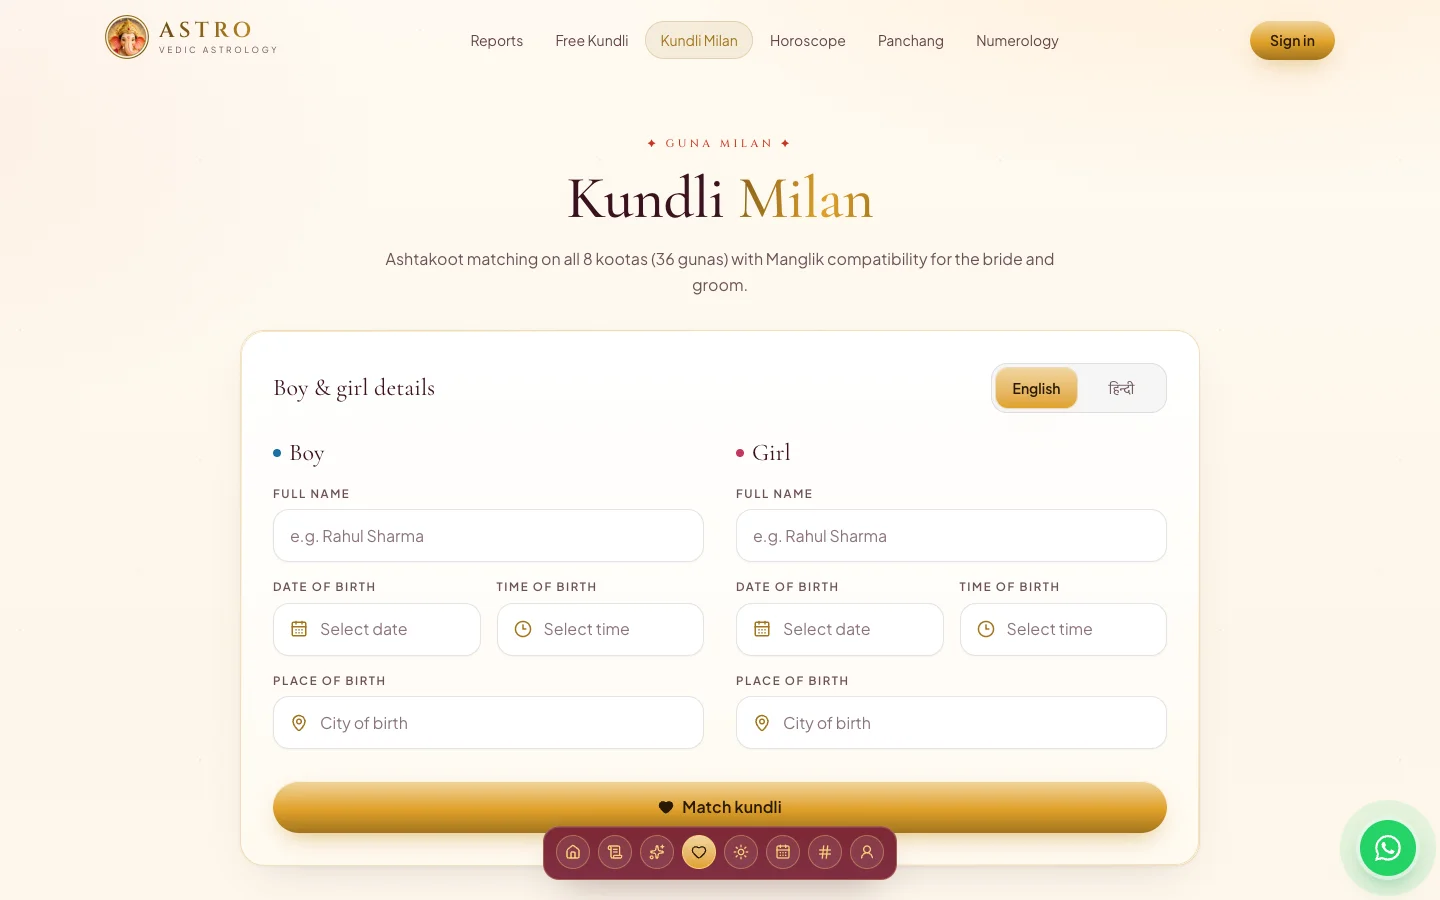 ASTRO
VEDIC ASTROLOGY
Reports
Free Kundli
Kundli Milan
Horoscope
Panchang
Numerology
Sign in
✦ GUNA MILAN ✦
Kundli Milan
Ashtakoot matching on all 8 kootas (36 gunas) with Manglik compatibility for the bride and
groom.
Boy & girl details
English
हिन्दी
Boy
FULL NAME
e.g. Rahul Sharma
DATE OF BIRTH
TIME OF BIRTH
Select date
Select time
PLACE OF BIRTH
City of birth
Girl
FULL NAME
e.g. Rahul Sharma
DATE OF BIRTH
TIME OF BIRTH
Select date
Select time
PLACE OF BIRTH
City of birth
Match kundli